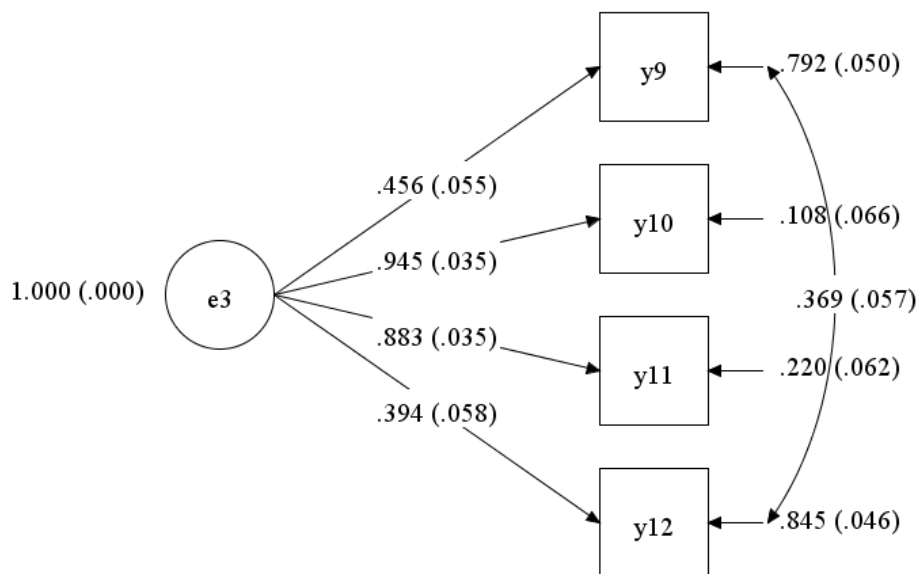 y9
.792 (.050)
.456 (.055)
y10
.108 (.066)
.945 (.035)
1.000 (.000)
e3
.369 (.057)
.883 (.035)
y11
.220 (.062)
.394 (.058)
y12
.845 (.046)